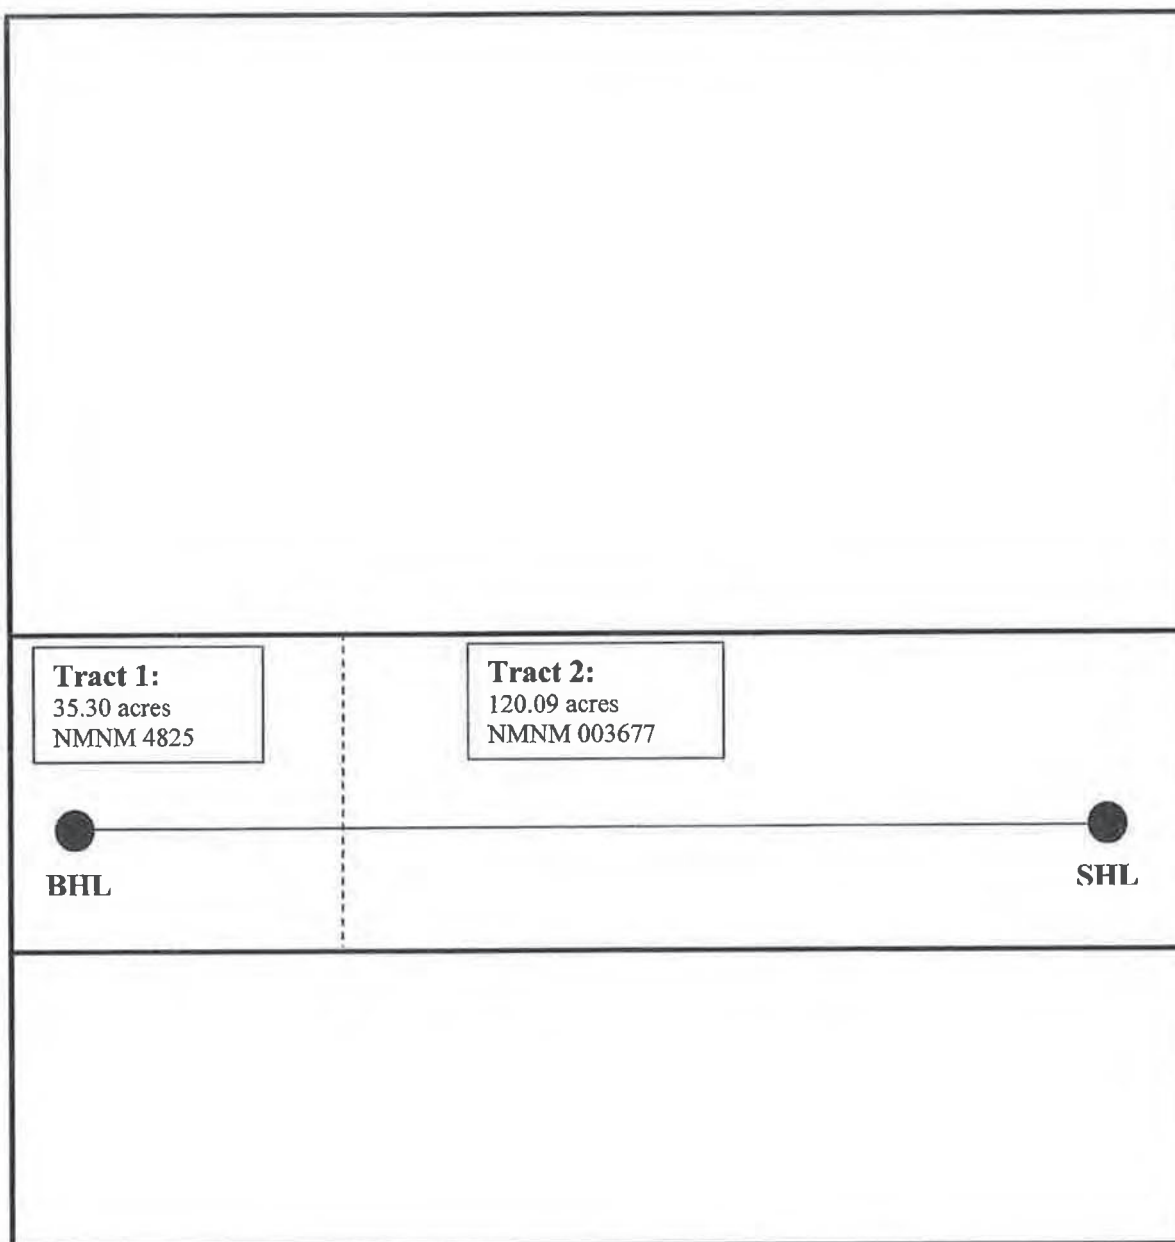 Tract 1:
35.30 acres
NMNM 4825
Tract 2:
120.09 acres
NMNM 003677
BHL
SHL